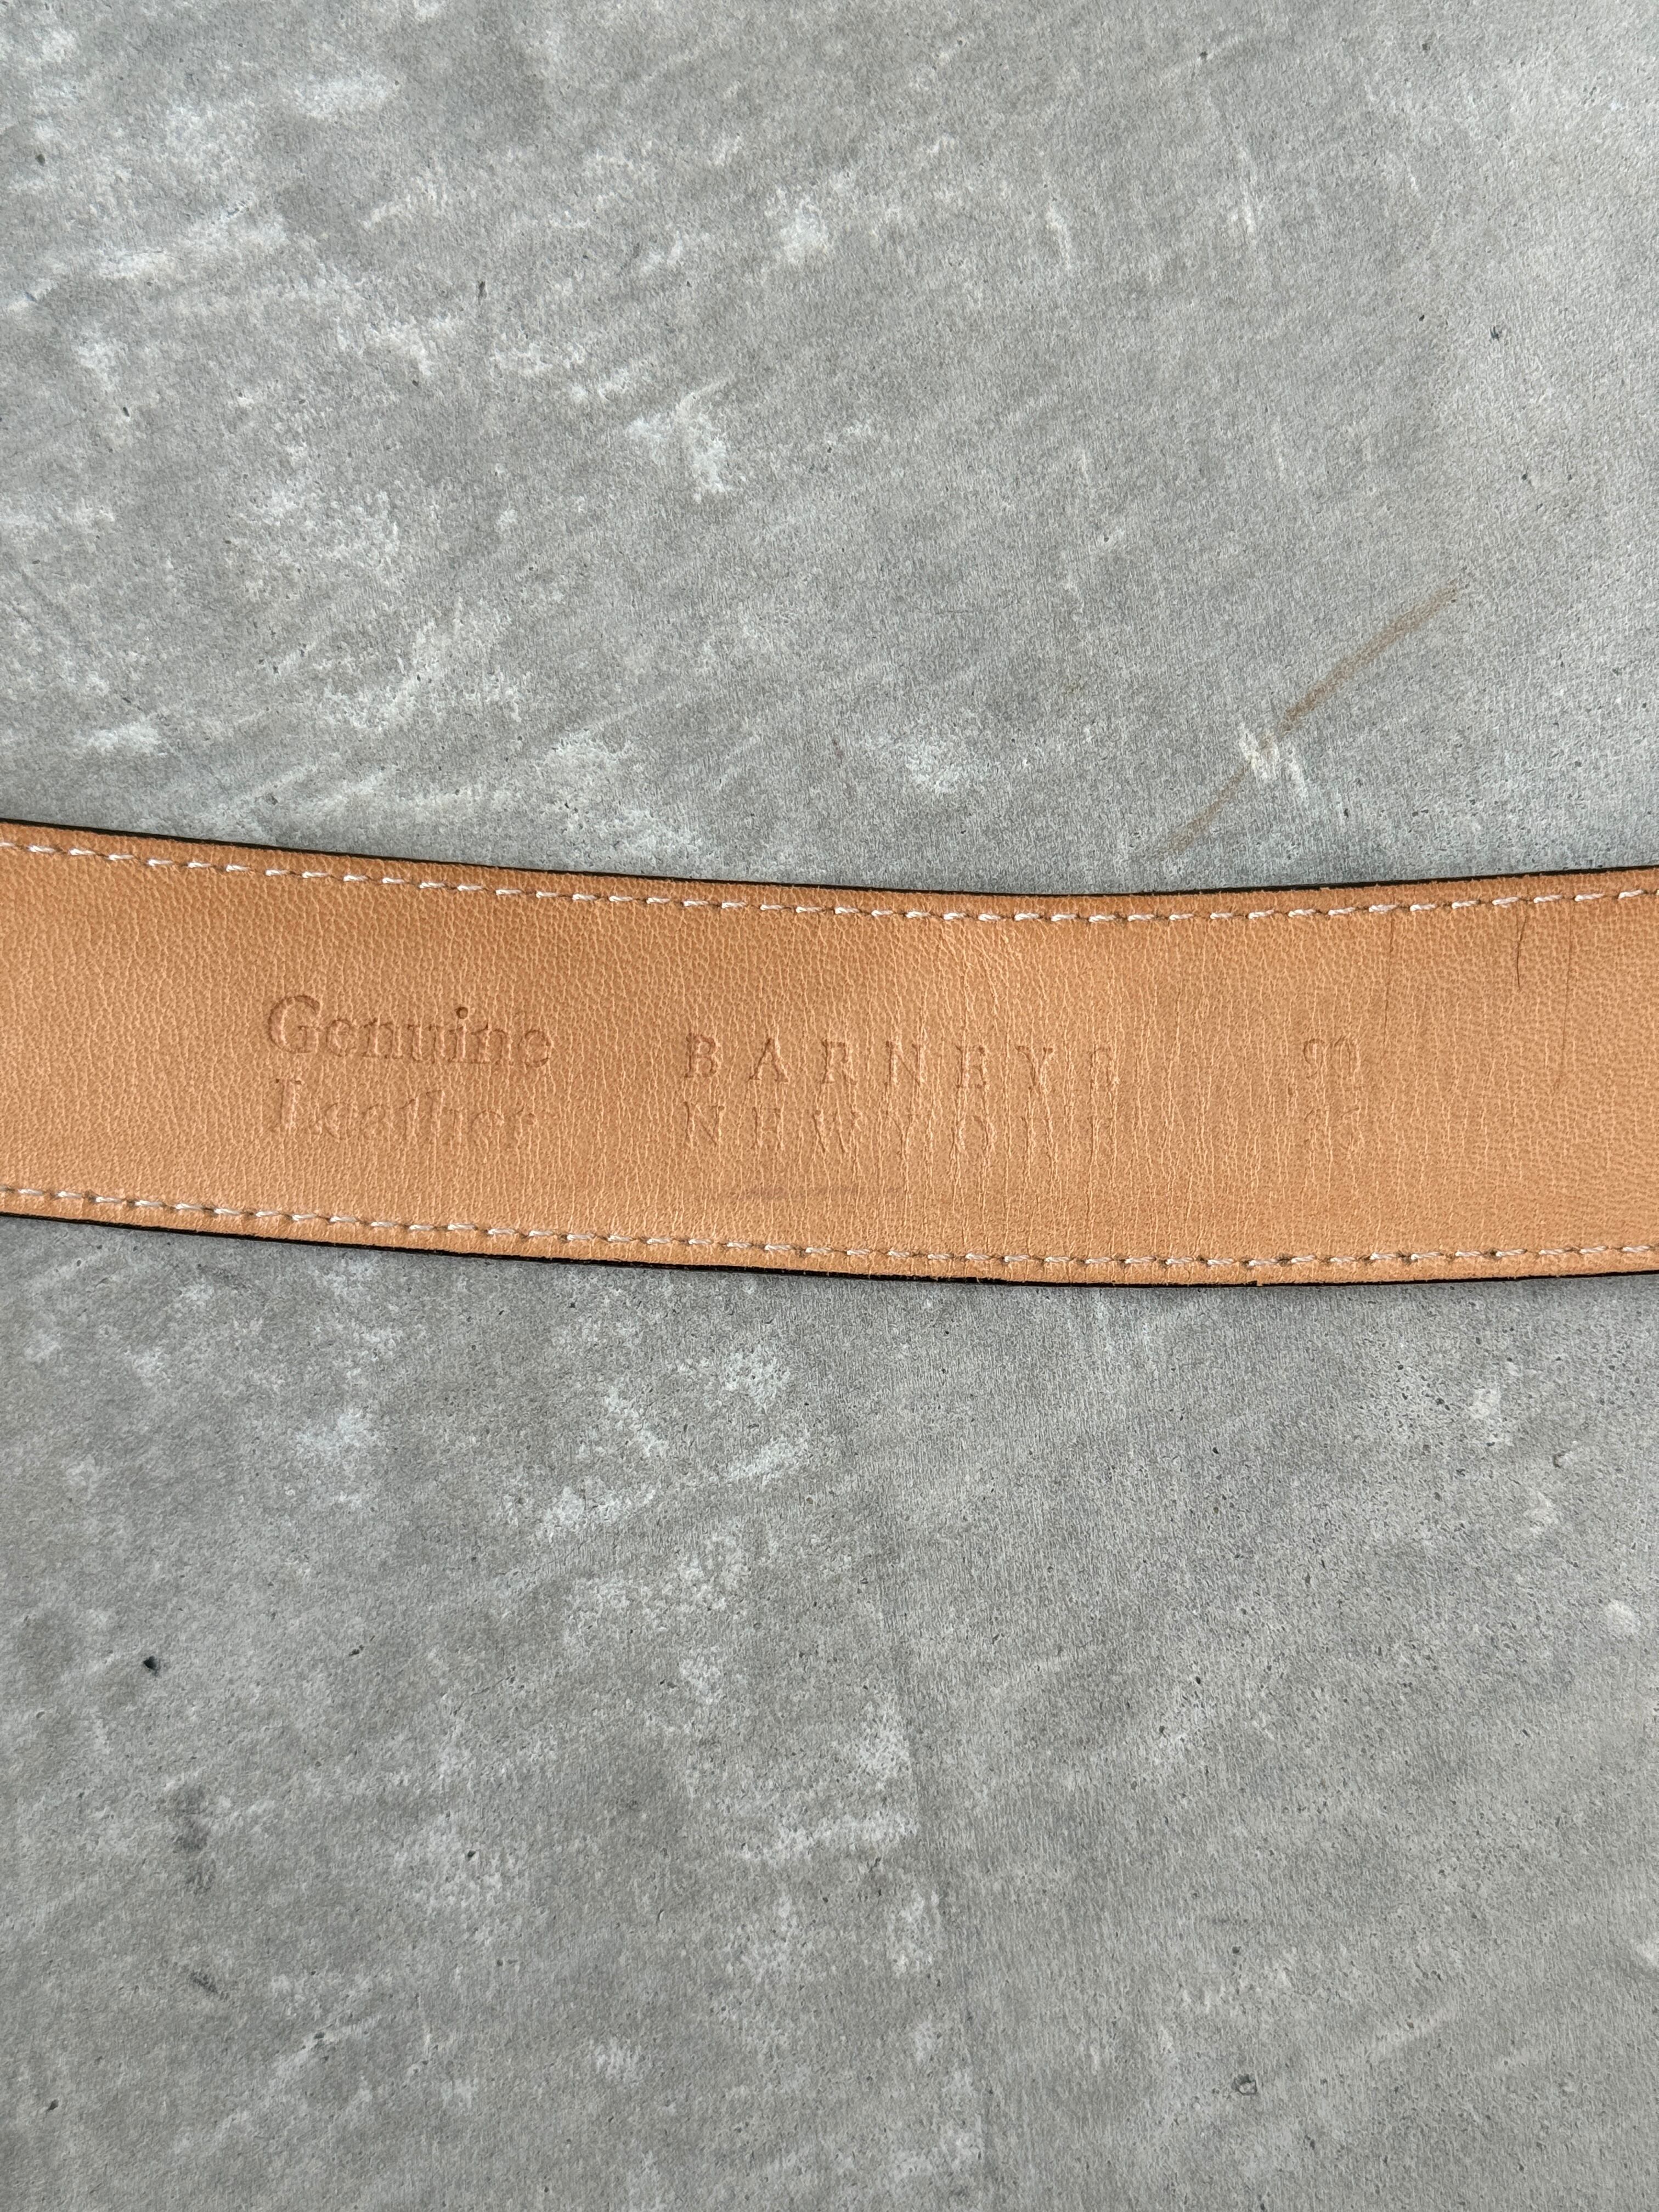 Genuine
Leather
BARNEYS
NEW YORK
90